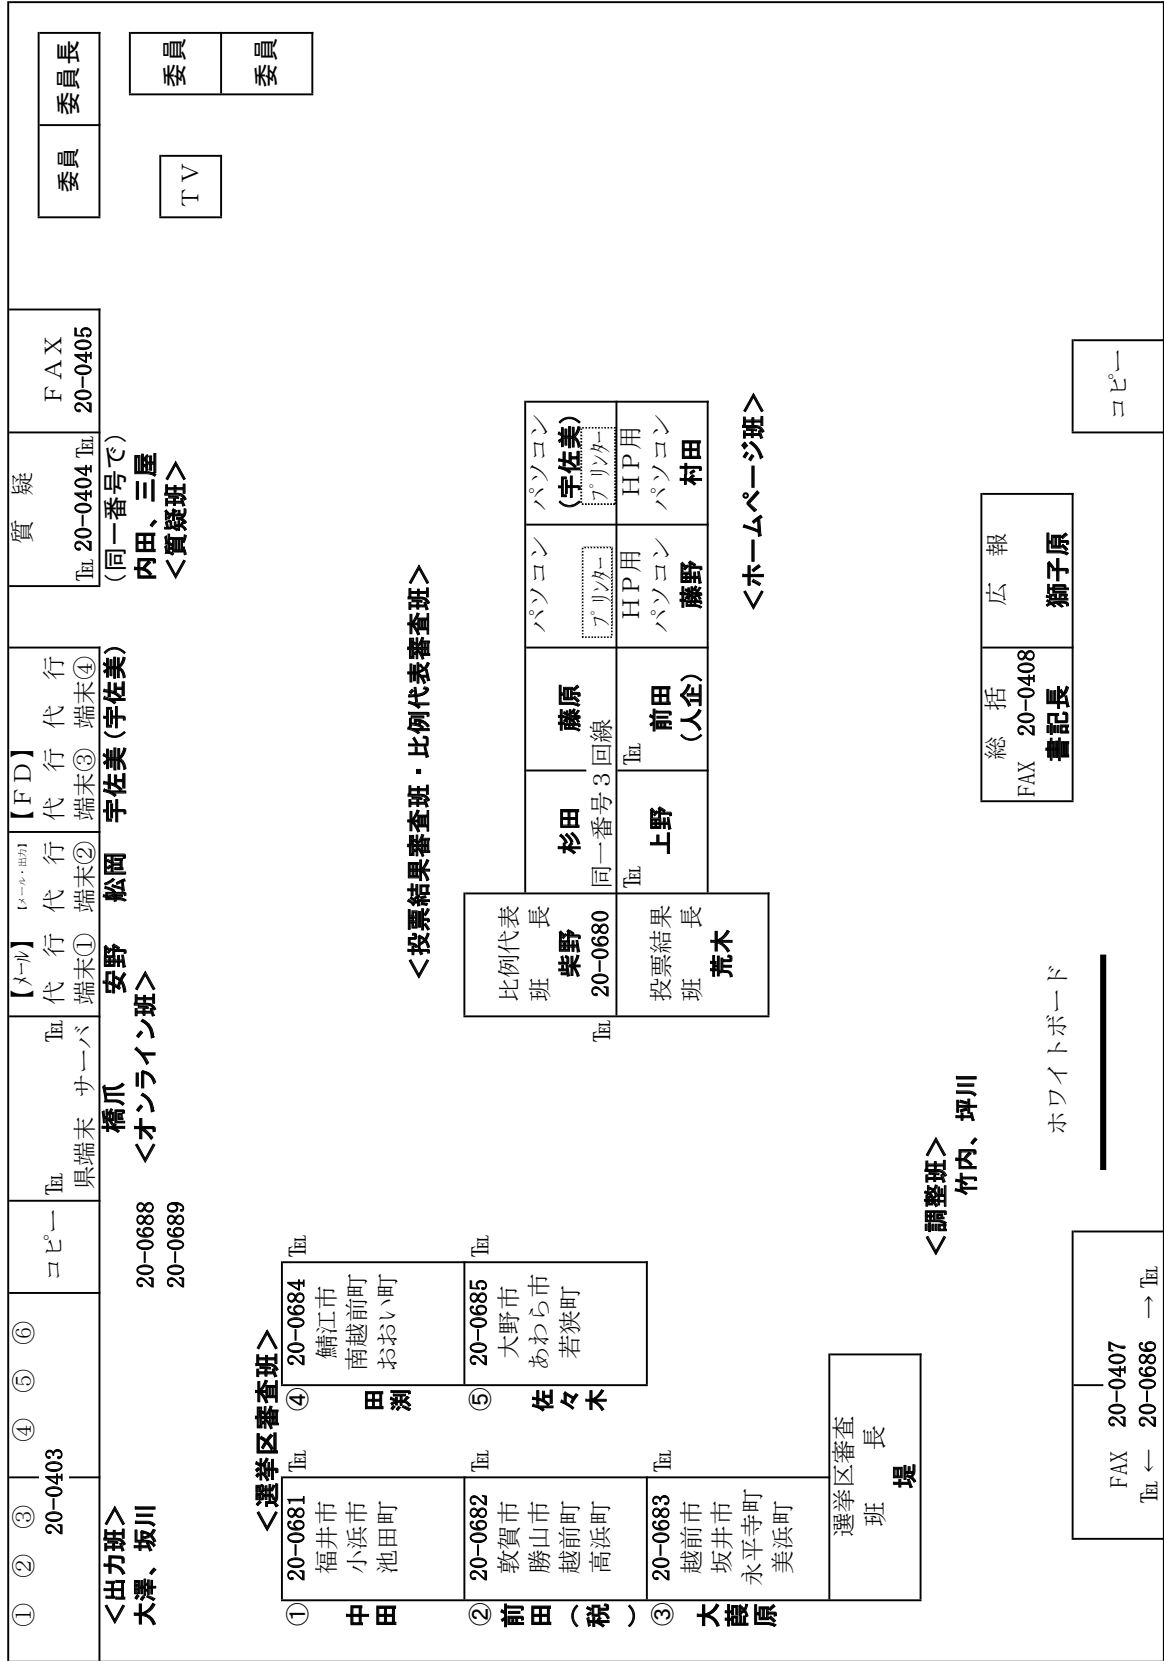 ① ② ③ ④ ⑤ ⑥
20-0403
<出力班>
大澤、坂川
コピー
20-0688
20-0689
℡ ℡
県端末 サーバ
橋爪
<オンライン班>
【メール】
代 行
端末①
安野
【メール・出力】
代 行
端末②
舩岡
【FD】
代 行 代 行
端末③ 端末④
宇佐美(宇佐美)
質 疑
℡ 20-0404 ℡
(同一番号で)
内田、三屋
<質疑班>
FAX
20-0405
委員 委員長
委員
委員
TV
<選挙区審査班>
① 20-0681 ℡
福井市
小浜市
池田町
中田
② 20-0682 ℡
敦賀市
勝山市
越前町
高浜町
前田(税)
③ 20-0683 ℡
越前市
坂井市
永平寺町
美浜町
大葭原
④ 20-0684 ℡
鯖江市
南越前町
おおい町
田渕
⑤ 20-0685 ℡
大野市
あわら市
若狭町
佐々木
選挙区審査
班 長
堤
<投票結果審査班・比例代表審査班>
比例代表
班 長
柴野
℡ 20-0680
杉田 藤原
同一番号3回線
投票結果
班 長
荒木
℡ ℡
上野 前田
(人企)
パソコン
プリンター
パソコン
(宇佐美)
プリンター
HP用
パソコン
藤野
HP用
パソコン
村田
<ホームページ班>
<調整班>
竹内、坪川
総 括
FAX 20-0408
書記長
広 報
獅子原
ホワイトボード
FAX 20-0407
℡ ← 20-0686 → ℡
コピー